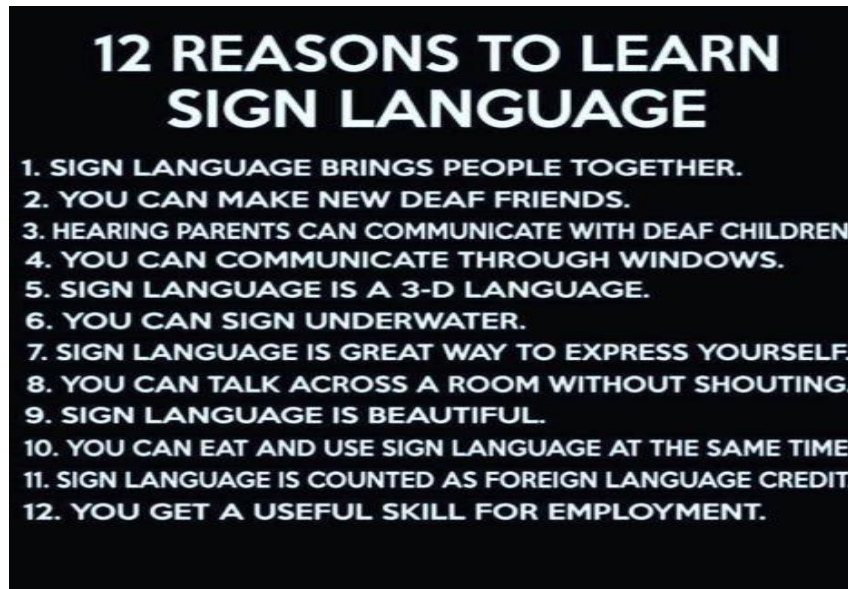 12 REASONS TO LEARN
SIGN LANGUAGE
1. SIGN LANGUAGE BRINGS PEOPLE TOGETHER.
2. YOU CAN MAKE NEW DEAF FRIENDS.
3. HEARING PARENTS CAN COMMUNICATE WITH DEAF CHILDREN
4. YOU CAN COMMUNICATE THROUGH WINDOWS.
5. SIGN LANGUAGE IS A 3-D LANGUAGE.
6. YOU CAN SIGN UNDERWATER.
7. SIGN LANGUAGE IS GREAT WAY TO EXPRESS YOURSELF.
8. YOU CAN TALK ACROSS A ROOM WITHOUT SHOUTING.
9. SIGN LANGUAGE IS BEAUTIFUL.
10. YOU CAN EAT AND USE SIGN LANGUAGE AT THE SAME TIME
11. SIGN LANGUAGE IS COUNTED AS FOREIGN LANGUAGE CREDIT
12. YOU GET A USEFUL SKILL FOR EMPLOYMENT.